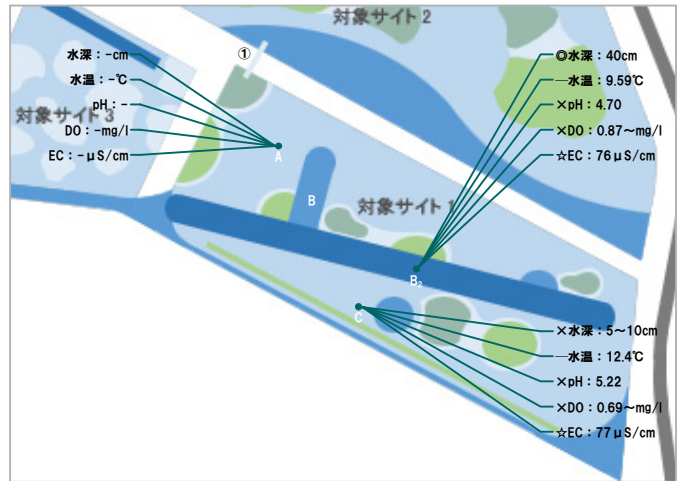 対象サイト2
①
水深：-cm
水温：-℃
pH：-
DO：-mg/l
EC：-μS/cm
対象サイト3
A
◎水深：40cm
―水温：9.59℃
×pH：4.70
×DO：0.87～mg/l
☆EC：76μS/cm
B
対象サイト1
B₂
C
×水深：5～10cm
―水温：12.4℃
×pH：5.22
×DO：0.69～mg/l
☆EC：77μS/cm